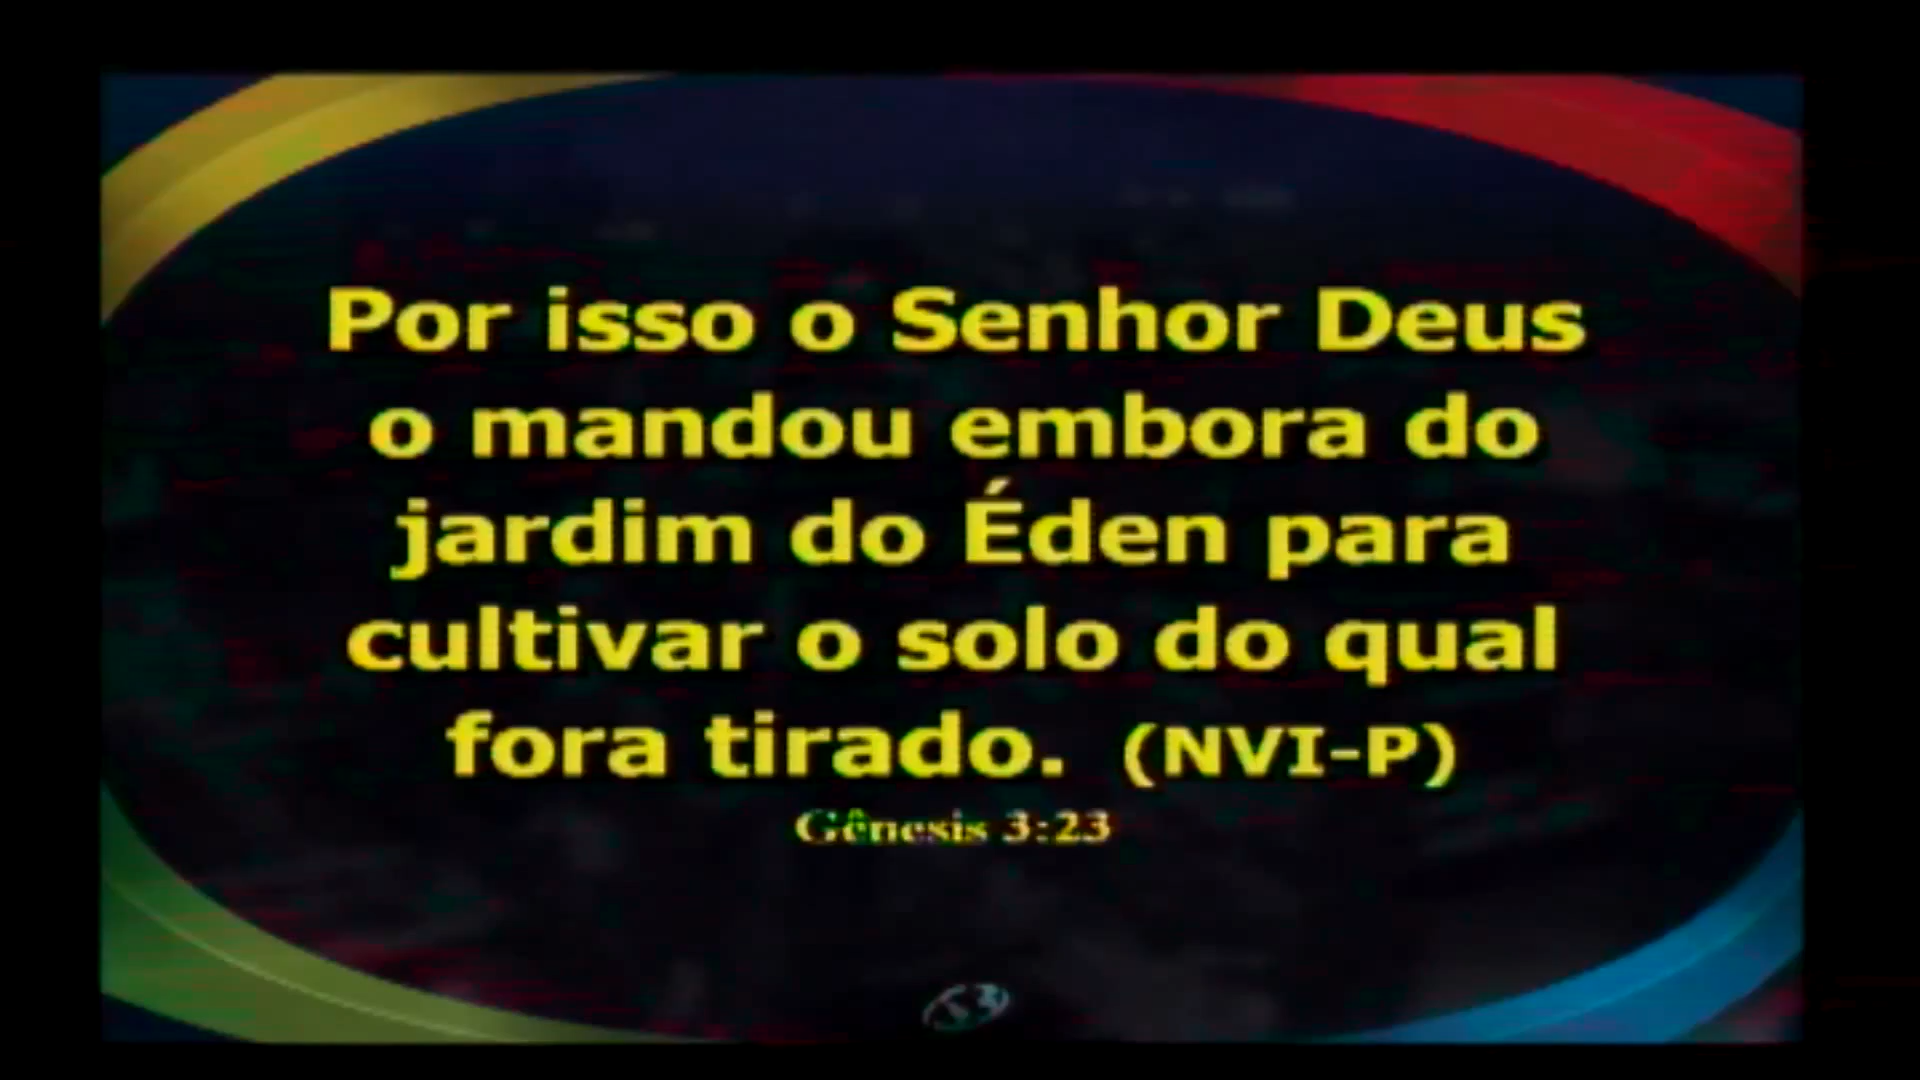 Por isso o Senhor Deus
o mandou embora do
jardim do Éden para
cultivar o solo do qual
fora tirado. (NVI-P)
Gênesis 3:23